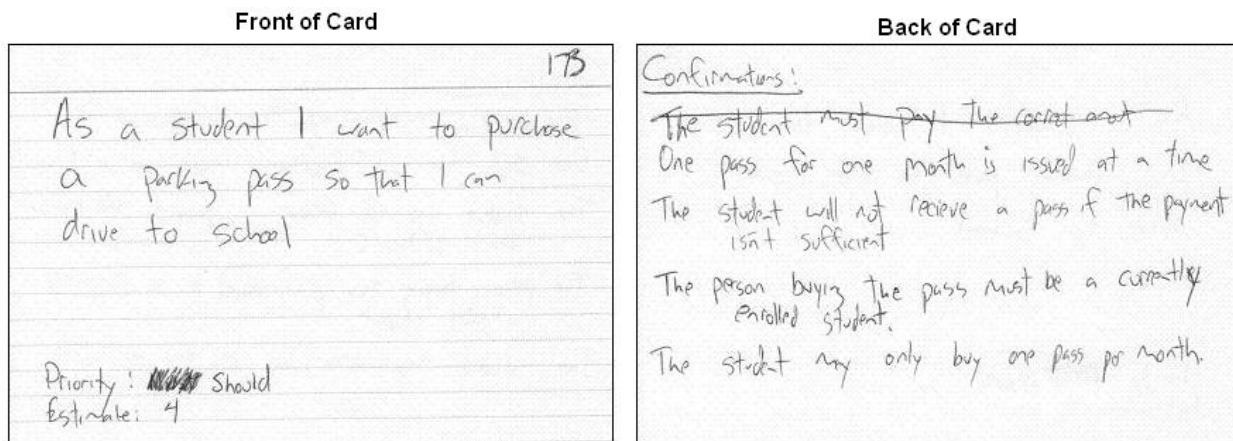 Front of Card
173
As a student I want to purchase
a parking pass so that I can
drive to school
Priority: Should
Estimate: 4
Back of Card
Confirmations:
The student must pay the
One pass for one month is issued at a time
The student will not recieve a pass if the payment
isn't sufficient
The person buying the pass must be a currently
enrolled student.
The student may only buy one pass per month.